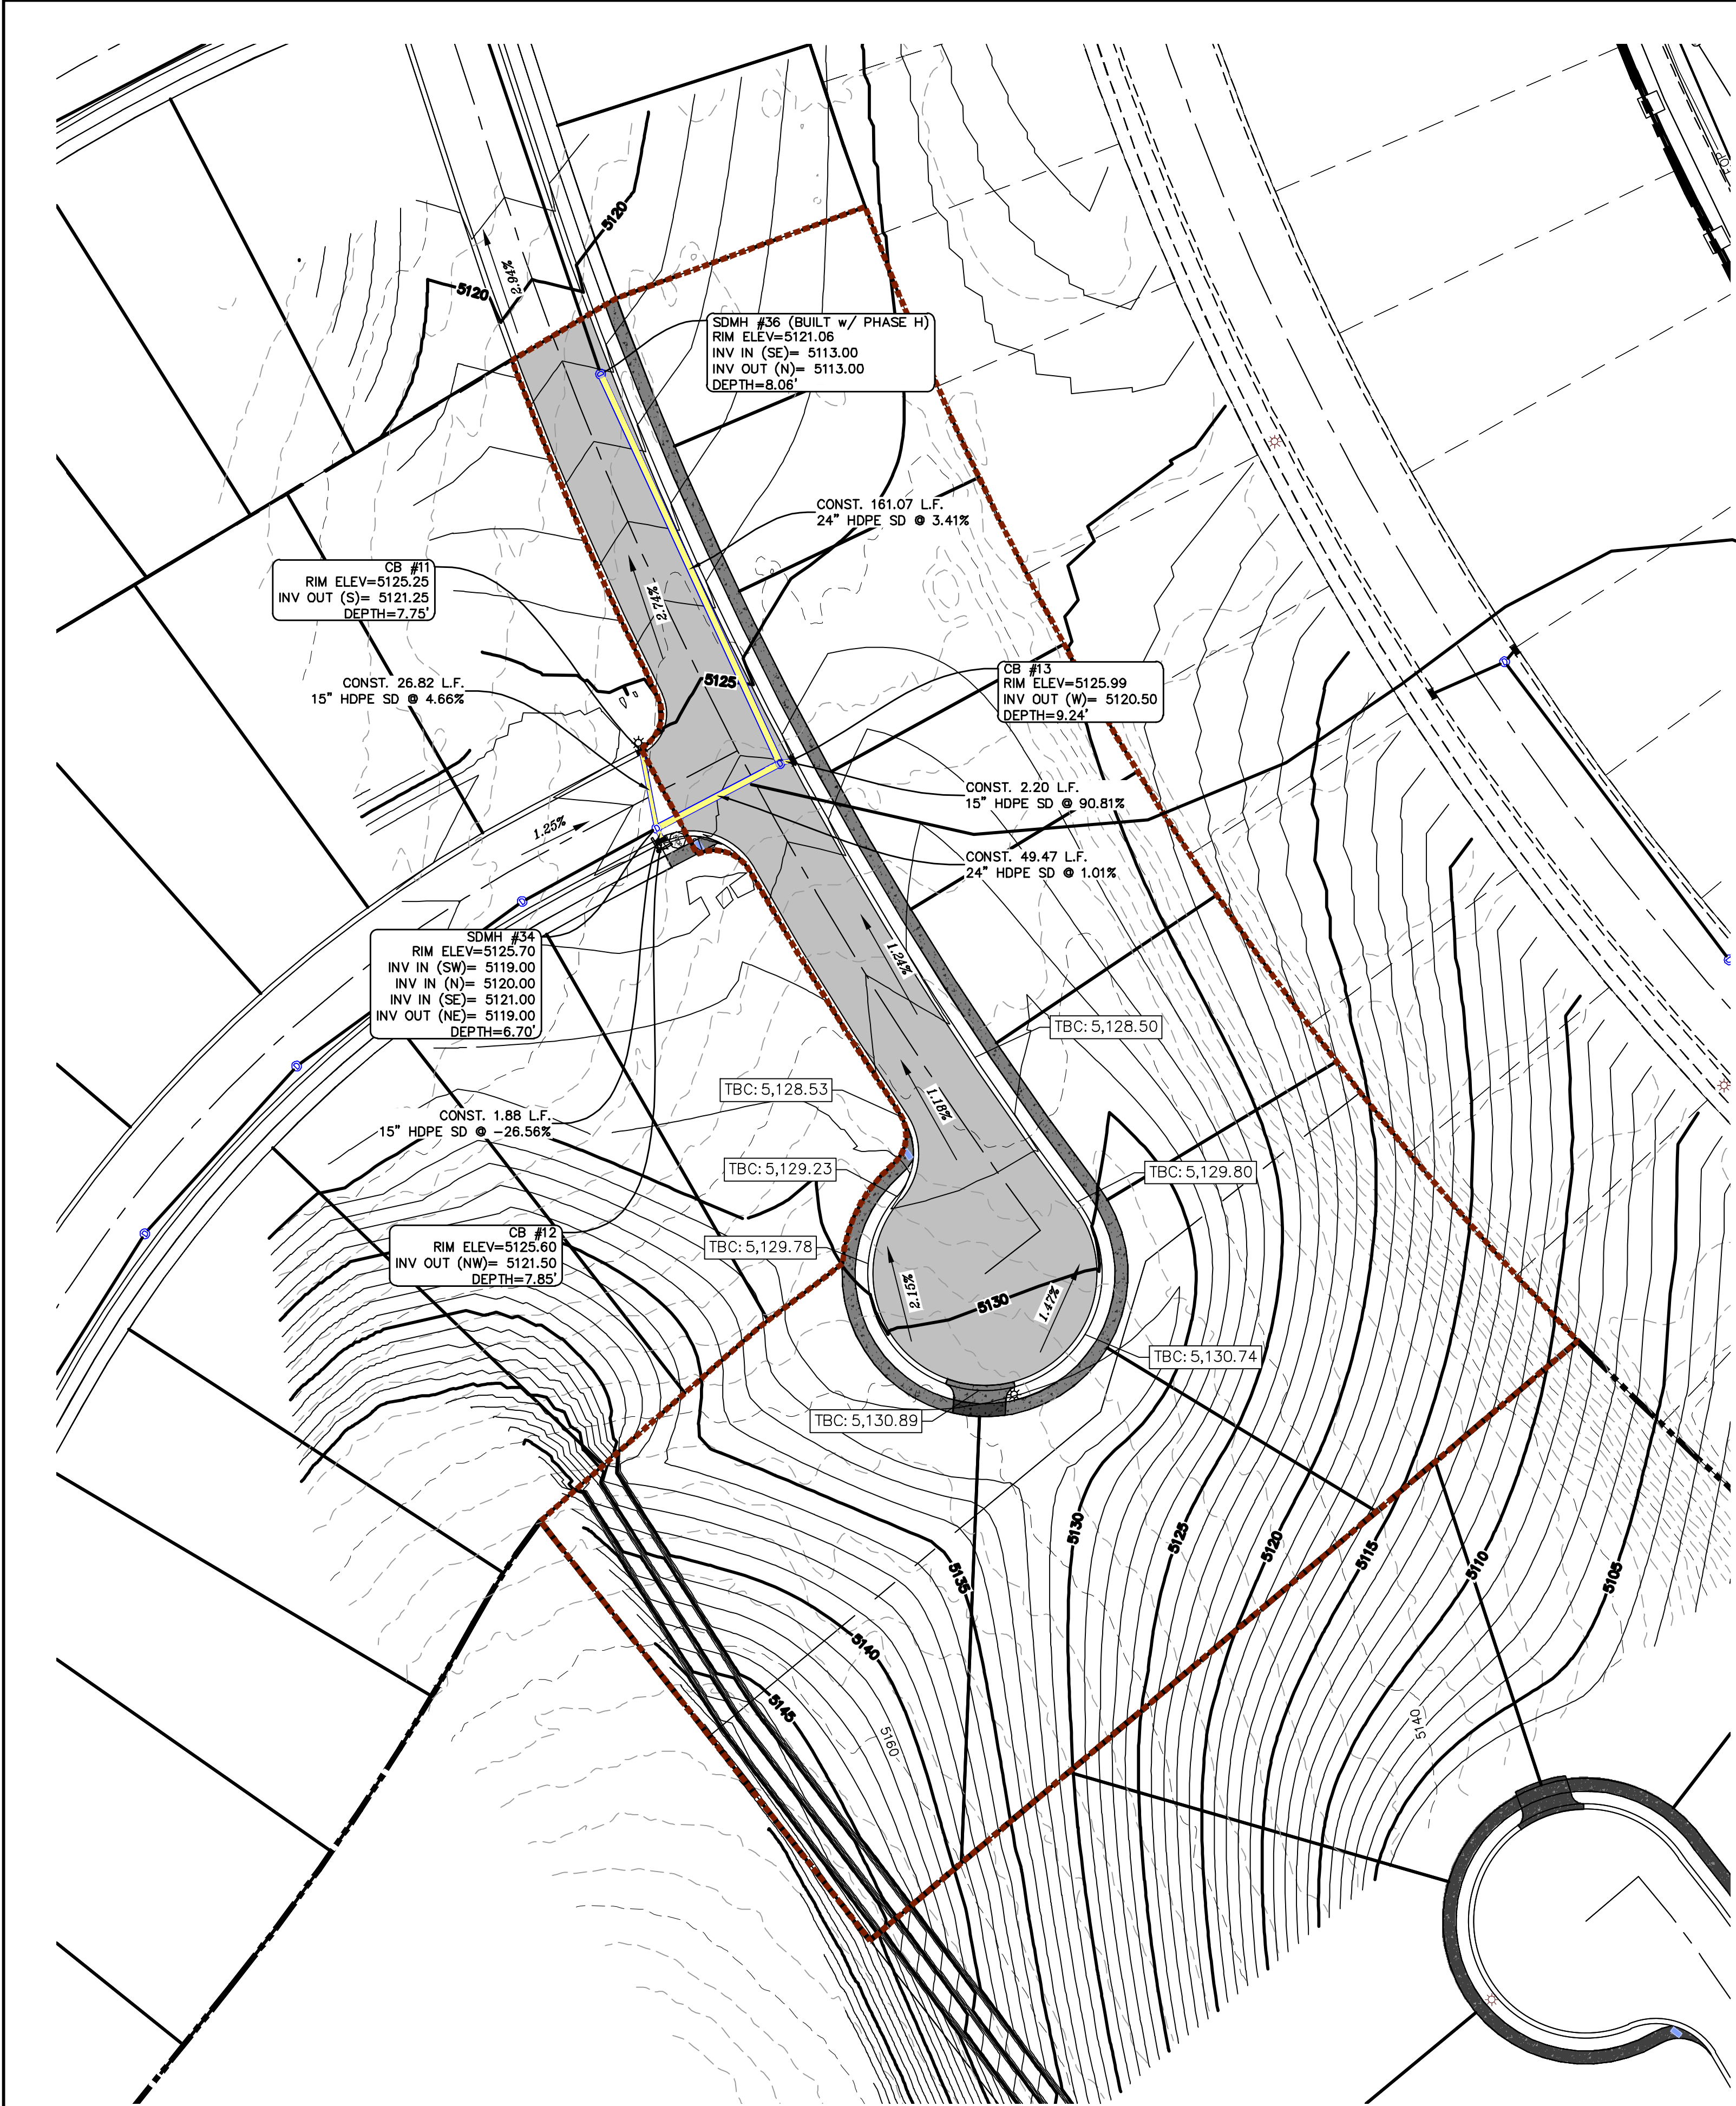 FOP
5120
5120
2.94%
SDMH #36 (BUILT w/ PHASE H)
RIM ELEV=5121.06
INV IN (SE)= 5113.00
INV OUT (N)= 5113.00
DEPTH=8.06'
CONST. 161.07 L.F.
24" HDPE SD @ 3.41%
CB #11
RIM ELEV=5125.25
INV OUT (S)= 5121.25
DEPTH=7.75'
2.74%
CONST. 26.82 L.F.
15" HDPE SD @ 4.66%
5125
CB #13
RIM ELEV=5125.99
INV OUT (W)= 5120.50
DEPTH=9.24'
CONST. 2.20 L.F.
15" HDPE SD @ 90.81%
1.25%
CONST. 49.47 L.F.
24" HDPE SD @ 1.01%
SDMH #34
RIM ELEV=5125.70
INV IN (SW)= 5119.00
INV IN (N)= 5120.00
INV IN (SE)= 5121.00
INV OUT (NE)= 5119.00
DEPTH=6.70'
1.24%
TBC: 5,128.50
TBC: 5,128.53
1.18%
CONST. 1.88 L.F.
15" HDPE SD @ -26.56%
TBC: 5,129.23
TBC: 5,129.80
CB #12
RIM ELEV=5125.60
INV OUT (NW)= 5121.50
DEPTH=7.85'
TBC: 5,129.78
2.15%
5130
1.47%
TBC: 5,130.74
TBC: 5,130.89
5130
5125
5120
5115
5110
5105
5135
5140
5145
5160
5140